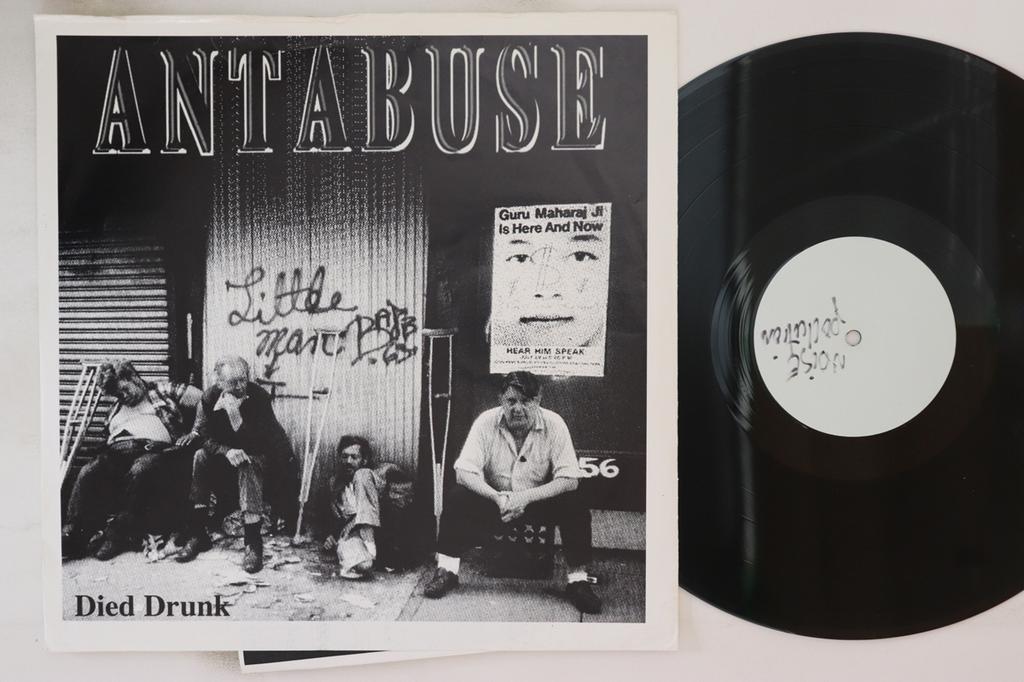 ANTABUSE
Guru Maharaj Ji
Is Here And Now
HEAR HIM SPEAK
Little
man:
56
Died Drunk
noise
pollution